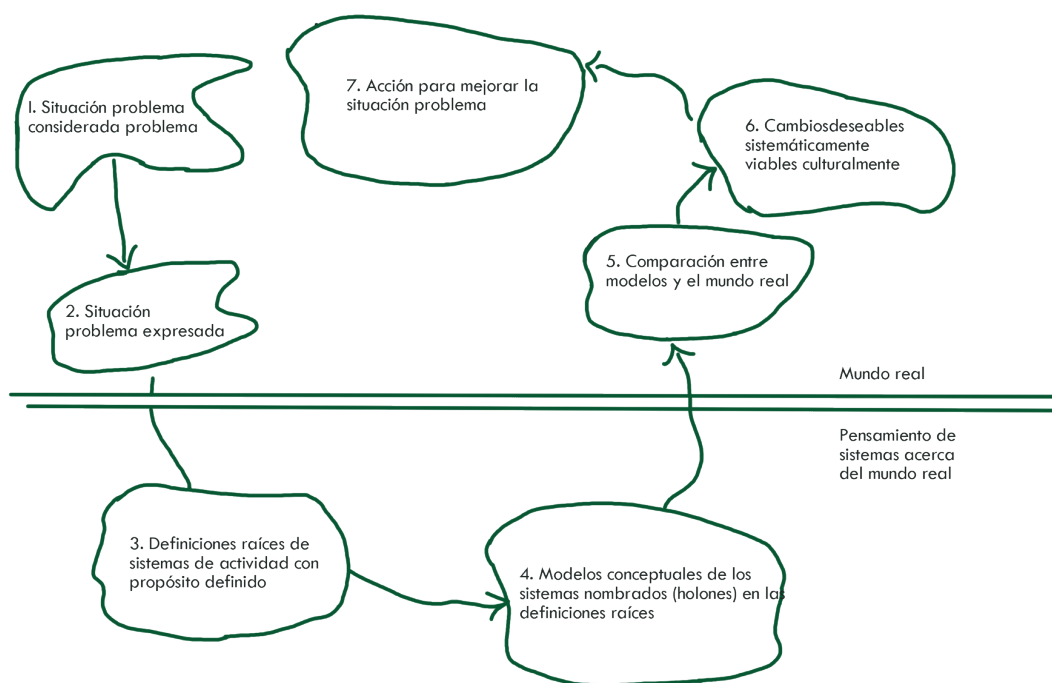 1. Situación problema
considerada problema
2. Situación
problema expresada
3. Definiciones raíces de
sistemas de actividad con
propósito definido
4. Modelos conceptuales de los
sistemas nombrados (holones) en las
definiciones raíces
5. Comparación entre
modelos y el mundo real
6. Cambiosdeseables
sistemáticamente
viables culturalmente
7. Acción para mejorar la
situación problema
Mundo real
Pensamiento de
sistemas acerca
del mundo real